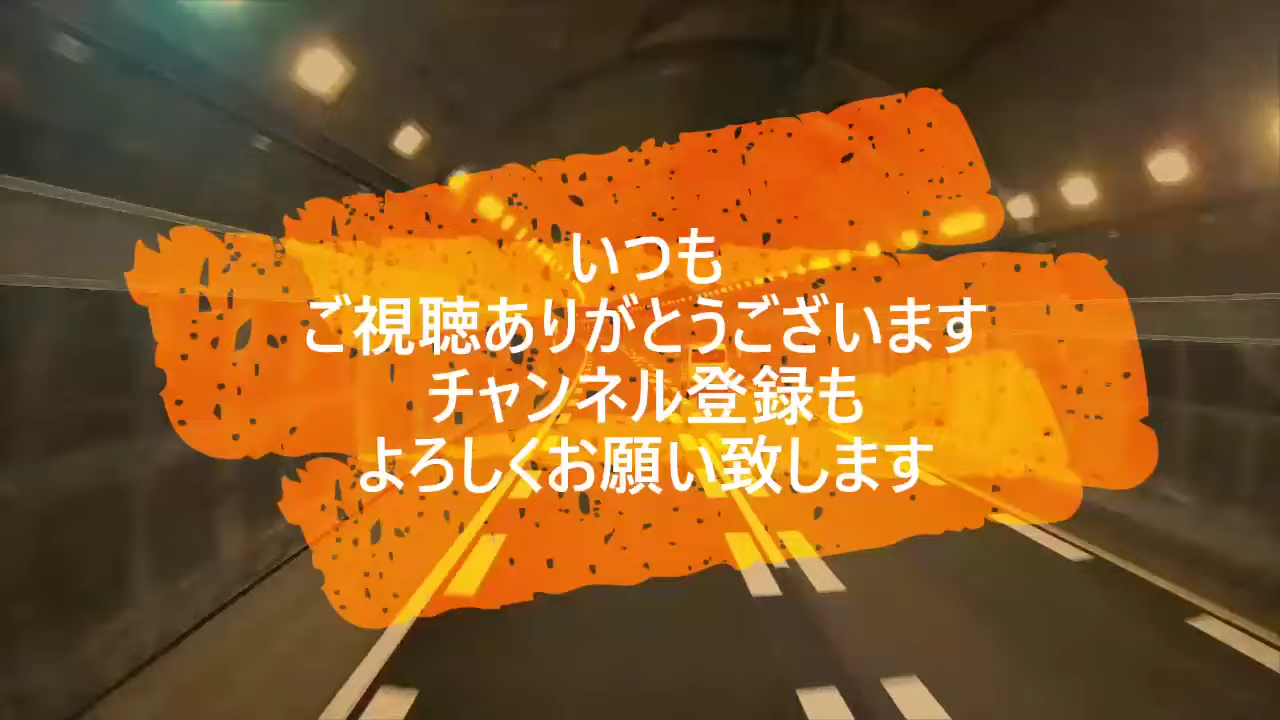 いつも
ご視聴ありがとうございます
チャンネル登録も
よろしくお願い致します